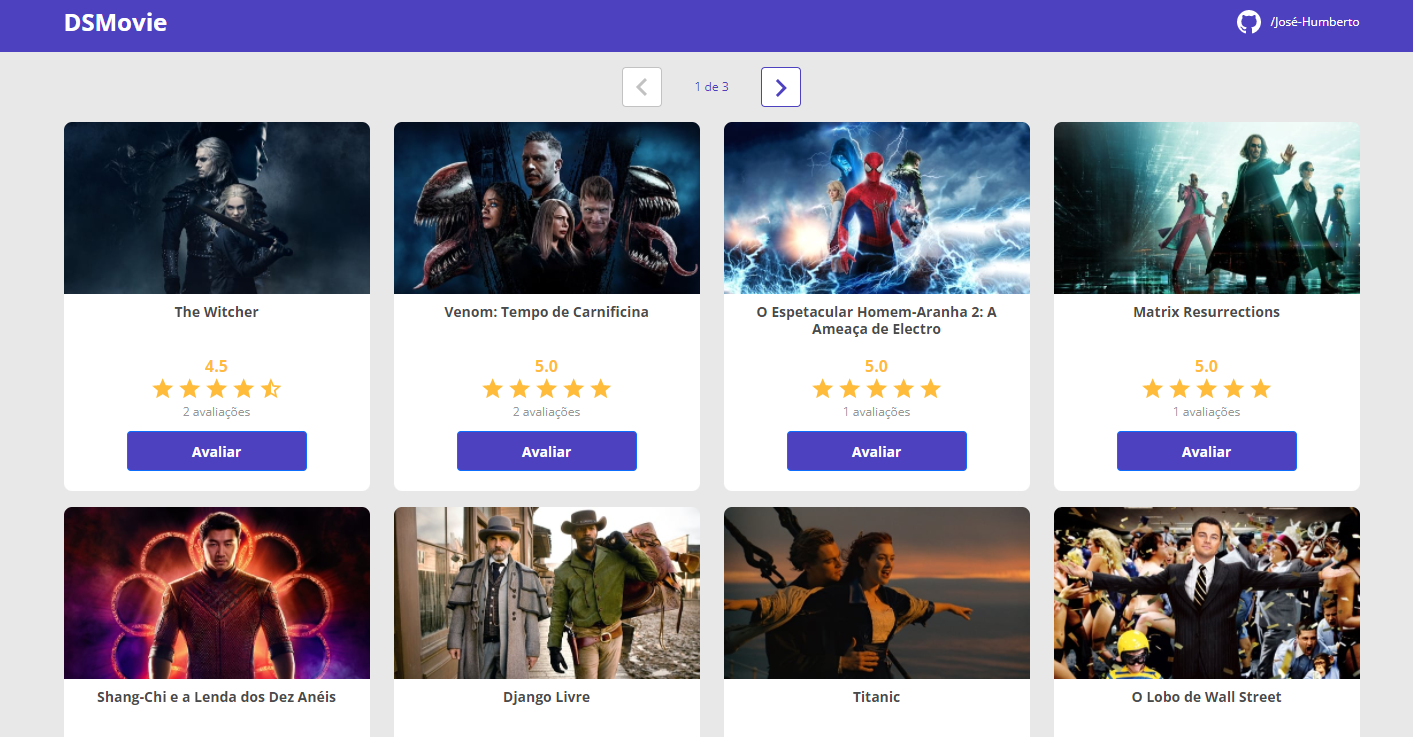 DSMovie
/José-Humberto
1 de 3
The Witcher
4.5
2 avaliações
Avaliar
Venom: Tempo de Carnificina
5.0
2 avaliações
Avaliar
O Espetacular Homem-Aranha 2: A
Ameaça de Electro
5.0
1 avaliações
Avaliar
Matrix Resurrections
5.0
1 avaliações
Avaliar
Shang-Chi e a Lenda dos Dez Anéis
Django Livre
Titanic
O Lobo de Wall Street